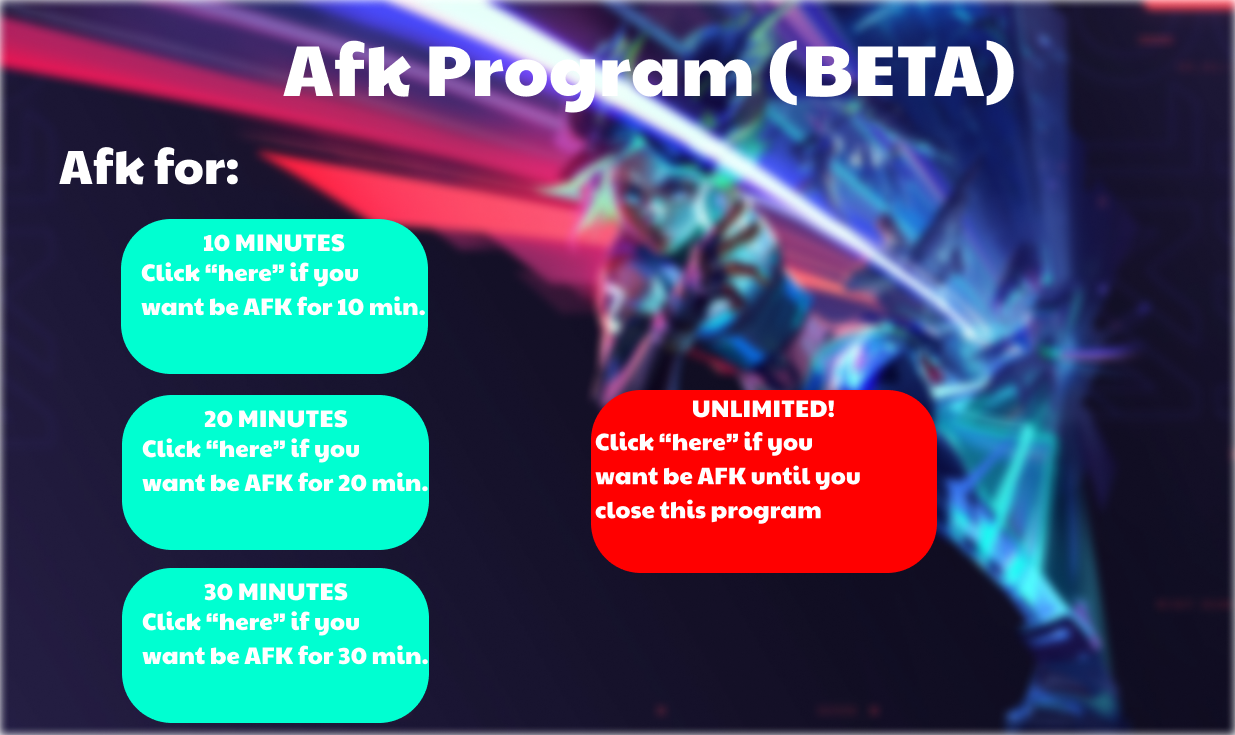 Afk Program (BETA)
Afk for:
10 MINUTES
Click “here” if you
want be AFK for 10 min.
20 MINUTES
Click “here” if you
want be AFK for 20 min.
30 MINUTES
Click “here” if you
want be AFK for 30 min.
UNLIMITED!
Click “here” if you
want be AFK until you
close this program